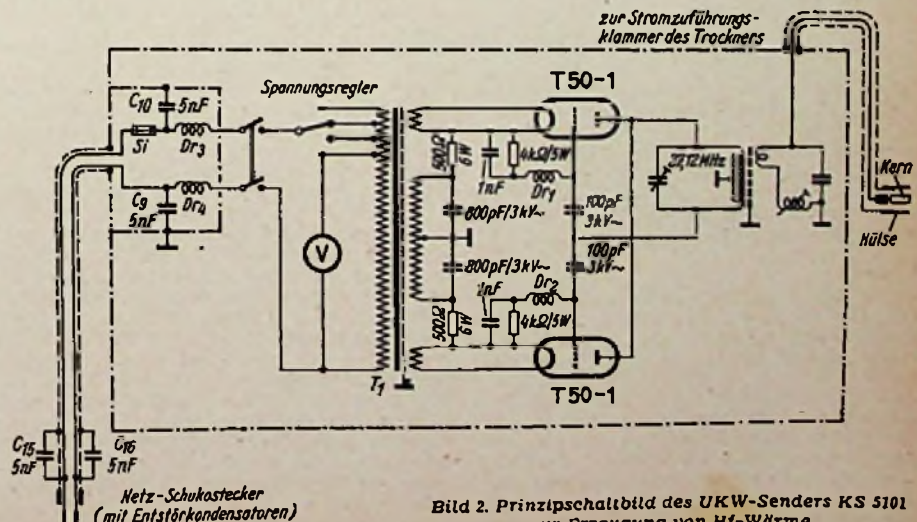 zur Stromzuführungs-
klammer des Trockners
T50-1
Spannungsregler
C10
5nF
Si
Dr3
C9
5nF
Dr4
V
T1
500Ω
6W
1nF
4kΩ/5W
Dr1
800pF/3kV~
100pF
3kV~
800pF/3kV~
100pF
3kV~
Dr2
500Ω
6W
4kΩ/5W
T50-1
27,12MHz
Kern
Hülse
C15
5nF
C16
5nF
Netz-Schukostecker
(mit Entstörkondensatoren)
Bild 2. Prinzipschaltbild des UKW-Senders KS 5101
zur Erzeugung von Hf-Wärme